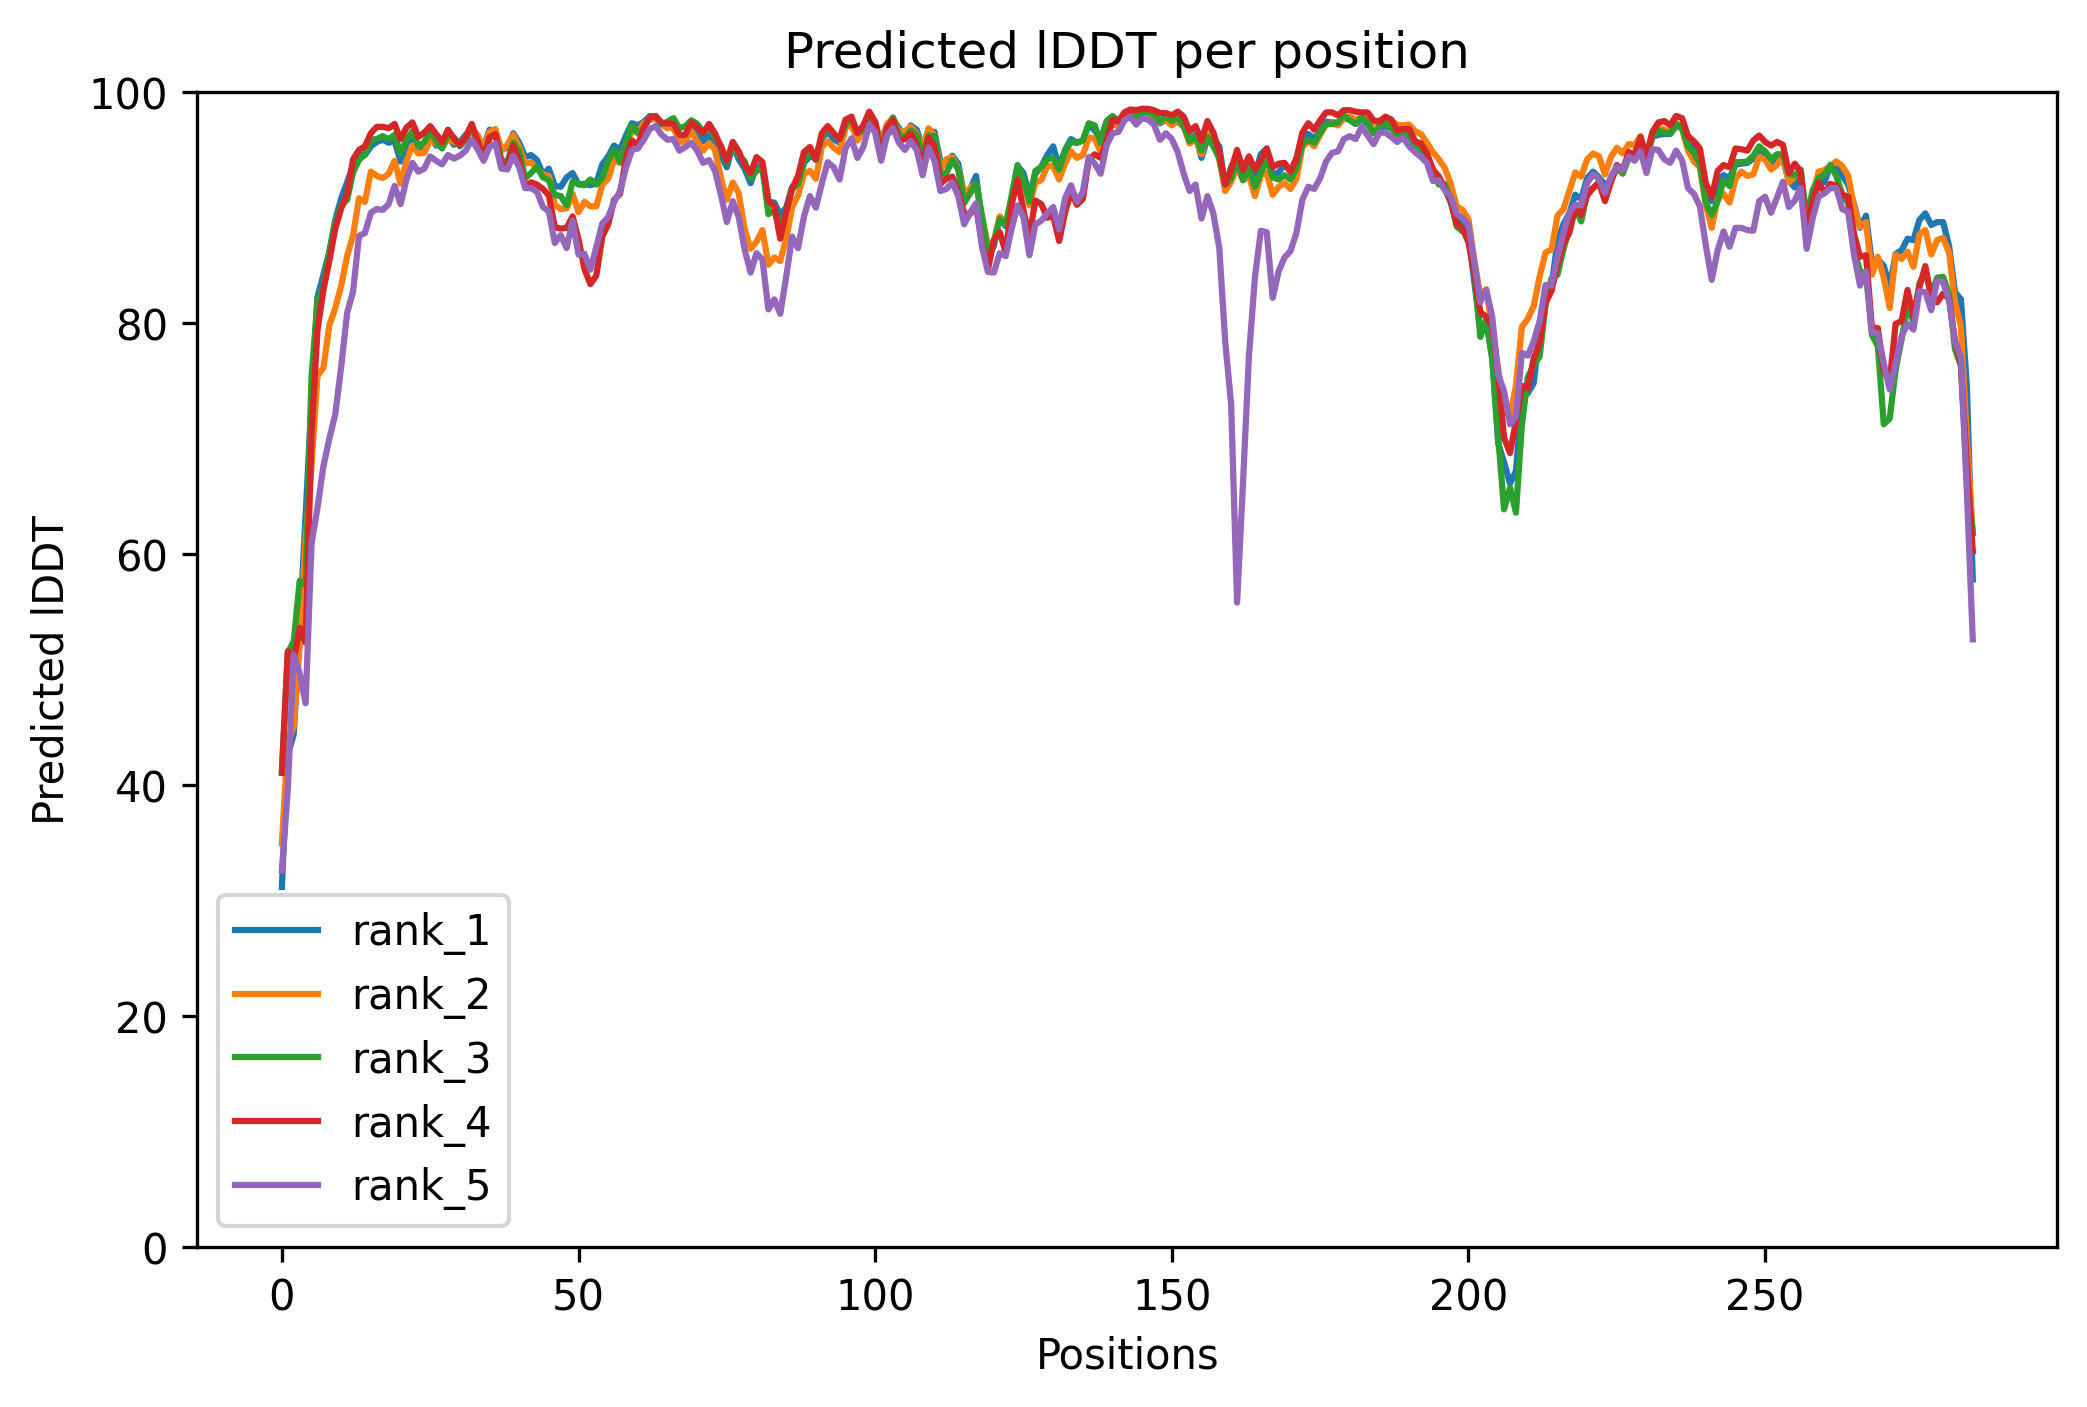 Predicted lDDT per position
100
80
60
40
20
0
Predicted lDDT
rank_1
rank_2
rank_3
rank_4
rank_5
0 50 100 150 200 250
Positions